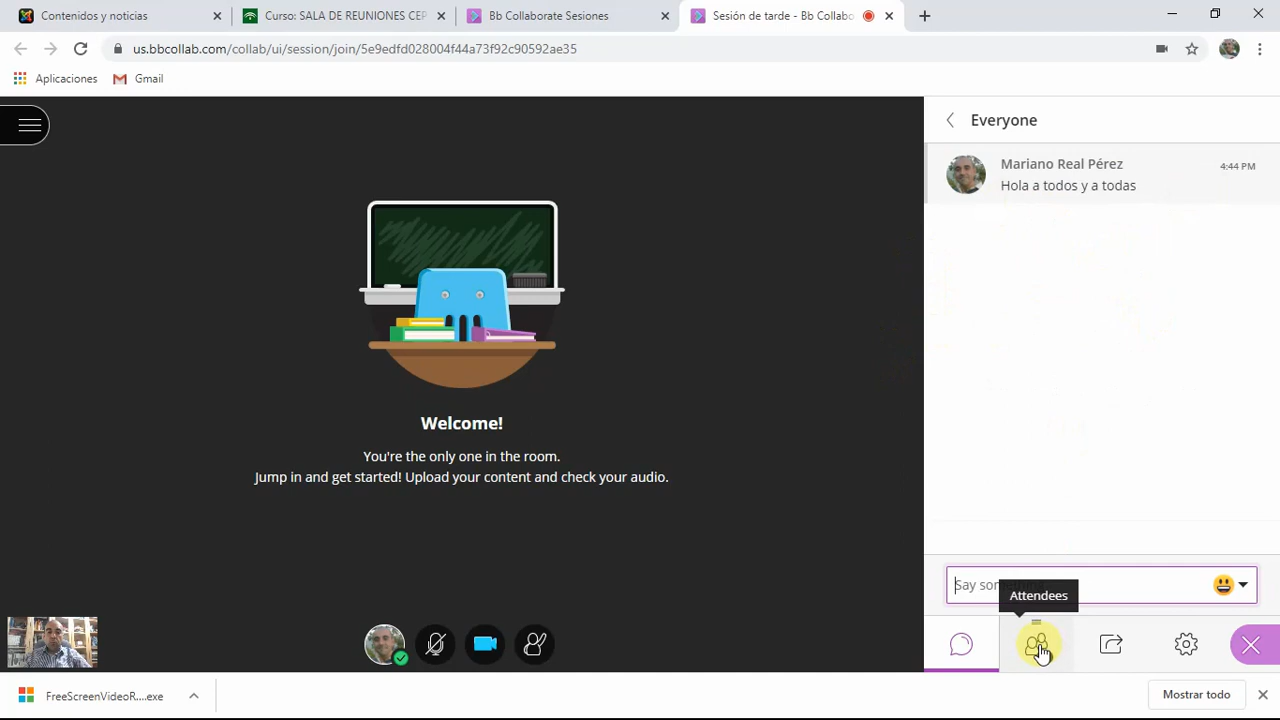 Contenidos y noticias
Curso: SALA DE REUNIONES CEP
Bb Collaborate Sesiones
Sesión de tarde - Bb Collabo
us.bbcollab.com/collab/ui/session/join/5e9edfd028004f44a73f92c90592ae35
Aplicaciones
Gmail
Everyone
Mariano Real Pérez
4:44 PM
Hola a todos y a todas
Welcome!
You're the only one in the room.
Jump in and get started! Upload your content and check your audio.
Say so
Attendees
FreeScreenVideoR....exe
Mostrar todo